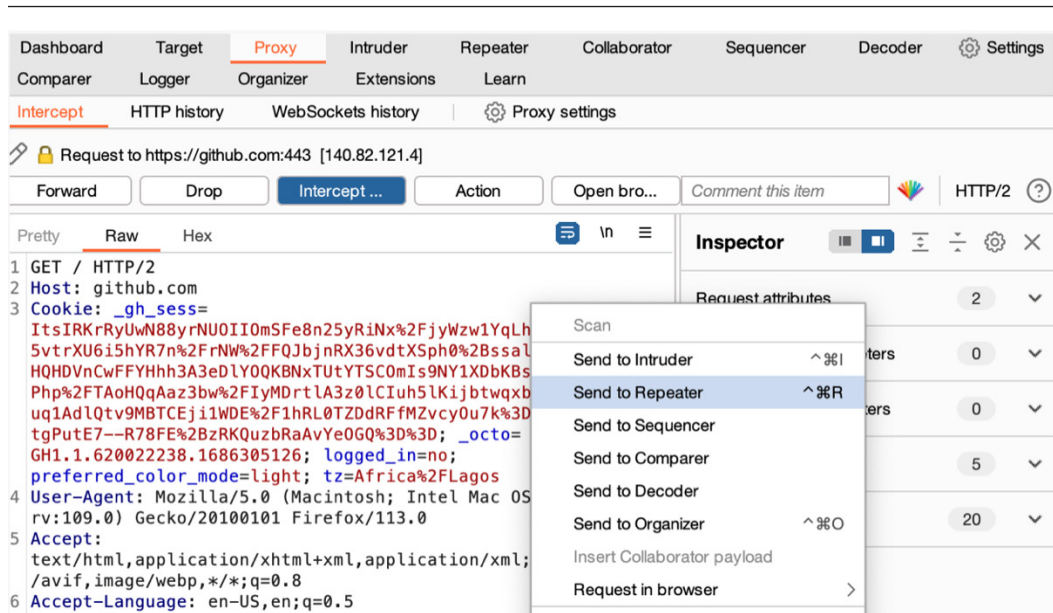 Dashboard Target Proxy Intruder Repeater Collaborator Sequencer Decoder Settings
Comparer Logger Organizer Extensions Learn
Intercept HTTP history WebSockets history Proxy settings
Request to https://github.com:443 [140.82.121.4]
Forward Drop Intercept ... Action Open bro... Comment this item HTTP/2 ?
Pretty Raw Hex \n
Inspector
1 GET / HTTP/2
2 Host: github.com
3 Cookie: _gh_sess=
ItsIRKrRyUwN88yrNUOIIOmSFe8n25yRiNx%2FjyWzw1YqLh
5vtrXU6i5hYR7n%2FrNW%2FFQJbjnRX36vdtXSph0%2Bssal
HQHDVnCwFFYHhh3A3eDlYOQKBNxTUtYTSCOmIs9NY1XDbKBs
Php%2FTAoHQqAaz3bw%2FIyMDrtlA3z0lCIuh5lKijbtwqxb
uq1AdlQtv9MBTCEji1WDE%2F1hRL0TZDdRFfMZvcyOu7k%3D
tgPutE7--R78FE%2BzRKQuzbRaAvYeOGQ%3D%3D; _octo=
GH1.1.620022238.1686305126; logged_in=no;
preferred_color_mode=light; tz=Africa%2FLagos
4 User-Agent: Mozilla/5.0 (Macintosh; Intel Mac OS
rv:109.0) Gecko/20100101 Firefox/113.0
5 Accept:
text/html,application/xhtml+xml,application/xml;
/avif,image/webp,*/*;q=0.8
6 Accept-Language: en-US,en;q=0.5
Scan
Send to Intruder ^⌘I
Send to Repeater ^⌘R
Send to Sequencer
Send to Comparer
Send to Decoder
Send to Organizer ^⌘O
Insert Collaborator payload
Request in browser >
Request attributes 2
ters 0
ters 0
5
20